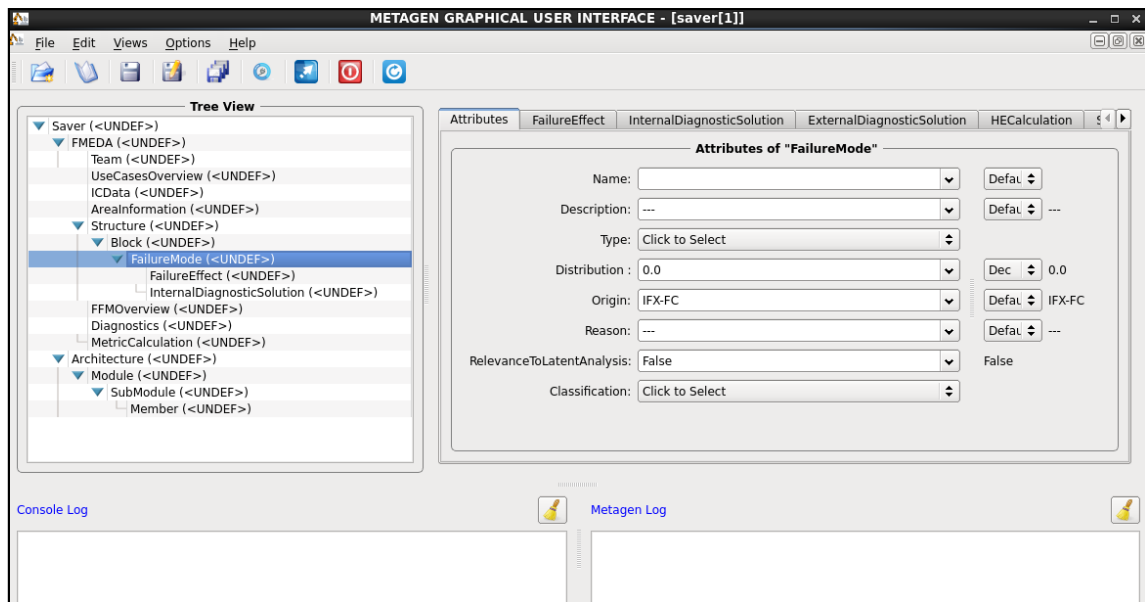 METAGEN GRAPHICAL USER INTERFACE - [saver[1]]
File Edit Views Options Help
Tree View
Saver (<UNDEF>)
FMEDA (<UNDEF>)
Team (<UNDEF>)
UseCasesOverview (<UNDEF>)
ICData (<UNDEF>)
AreaInformation (<UNDEF>)
Structure (<UNDEF>)
Block (<UNDEF>)
FailureMode (<UNDEF>)
FailureEffect (<UNDEF>)
InternalDiagnosticSolution (<UNDEF>)
FFMOverview (<UNDEF>)
Diagnostics (<UNDEF>)
MetricCalculation (<UNDEF>)
Architecture (<UNDEF>)
Module (<UNDEF>)
SubModule (<UNDEF>)
Member (<UNDEF>)
Attributes FailureEffect InternalDiagnosticSolution ExternalDiagnosticSolution HECalculation
Attributes of "FailureMode"
Name: Defau
Description: --- Defau ---
Type: Click to Select
Distribution : 0.0 Dec 0.0
Origin: IFX-FC Defau IFX-FC
Reason: --- Defau ---
RelevanceToLatentAnalysis: False False
Classification: Click to Select
Console Log
Metagen Log